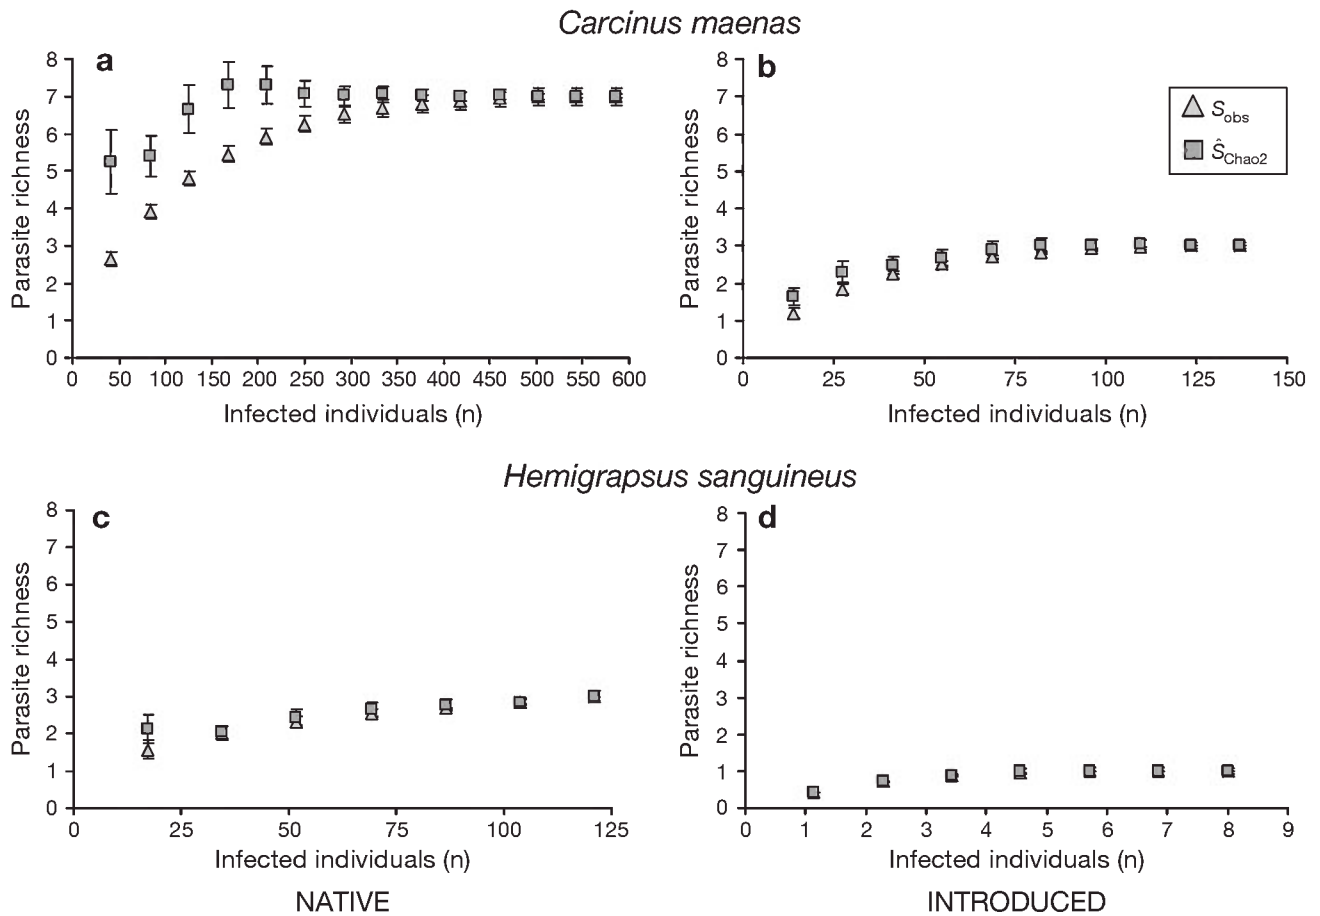 Carcinus maenas
a
8
7
6
5
4
3
2
1
0
Parasite richness
0 50 100 150 200 250 300 350 400 450 500 550 600
Infected individuals (n)
b
8
7
6
5
4
3
2
1
0
Parasite richness
0 25 50 75 100 125 150
Infected individuals (n)
S obs
Ŝ Chao2
Hemigrapsus sanguineus
c
8
7
6
5
4
3
2
1
0
Parasite richness
0 25 50 75 100 125
Infected individuals (n)
NATIVE
d
8
7
6
5
4
3
2
1
0
Parasite richness
0 1 2 3 4 5 6 7 8 9
Infected individuals (n)
INTRODUCED